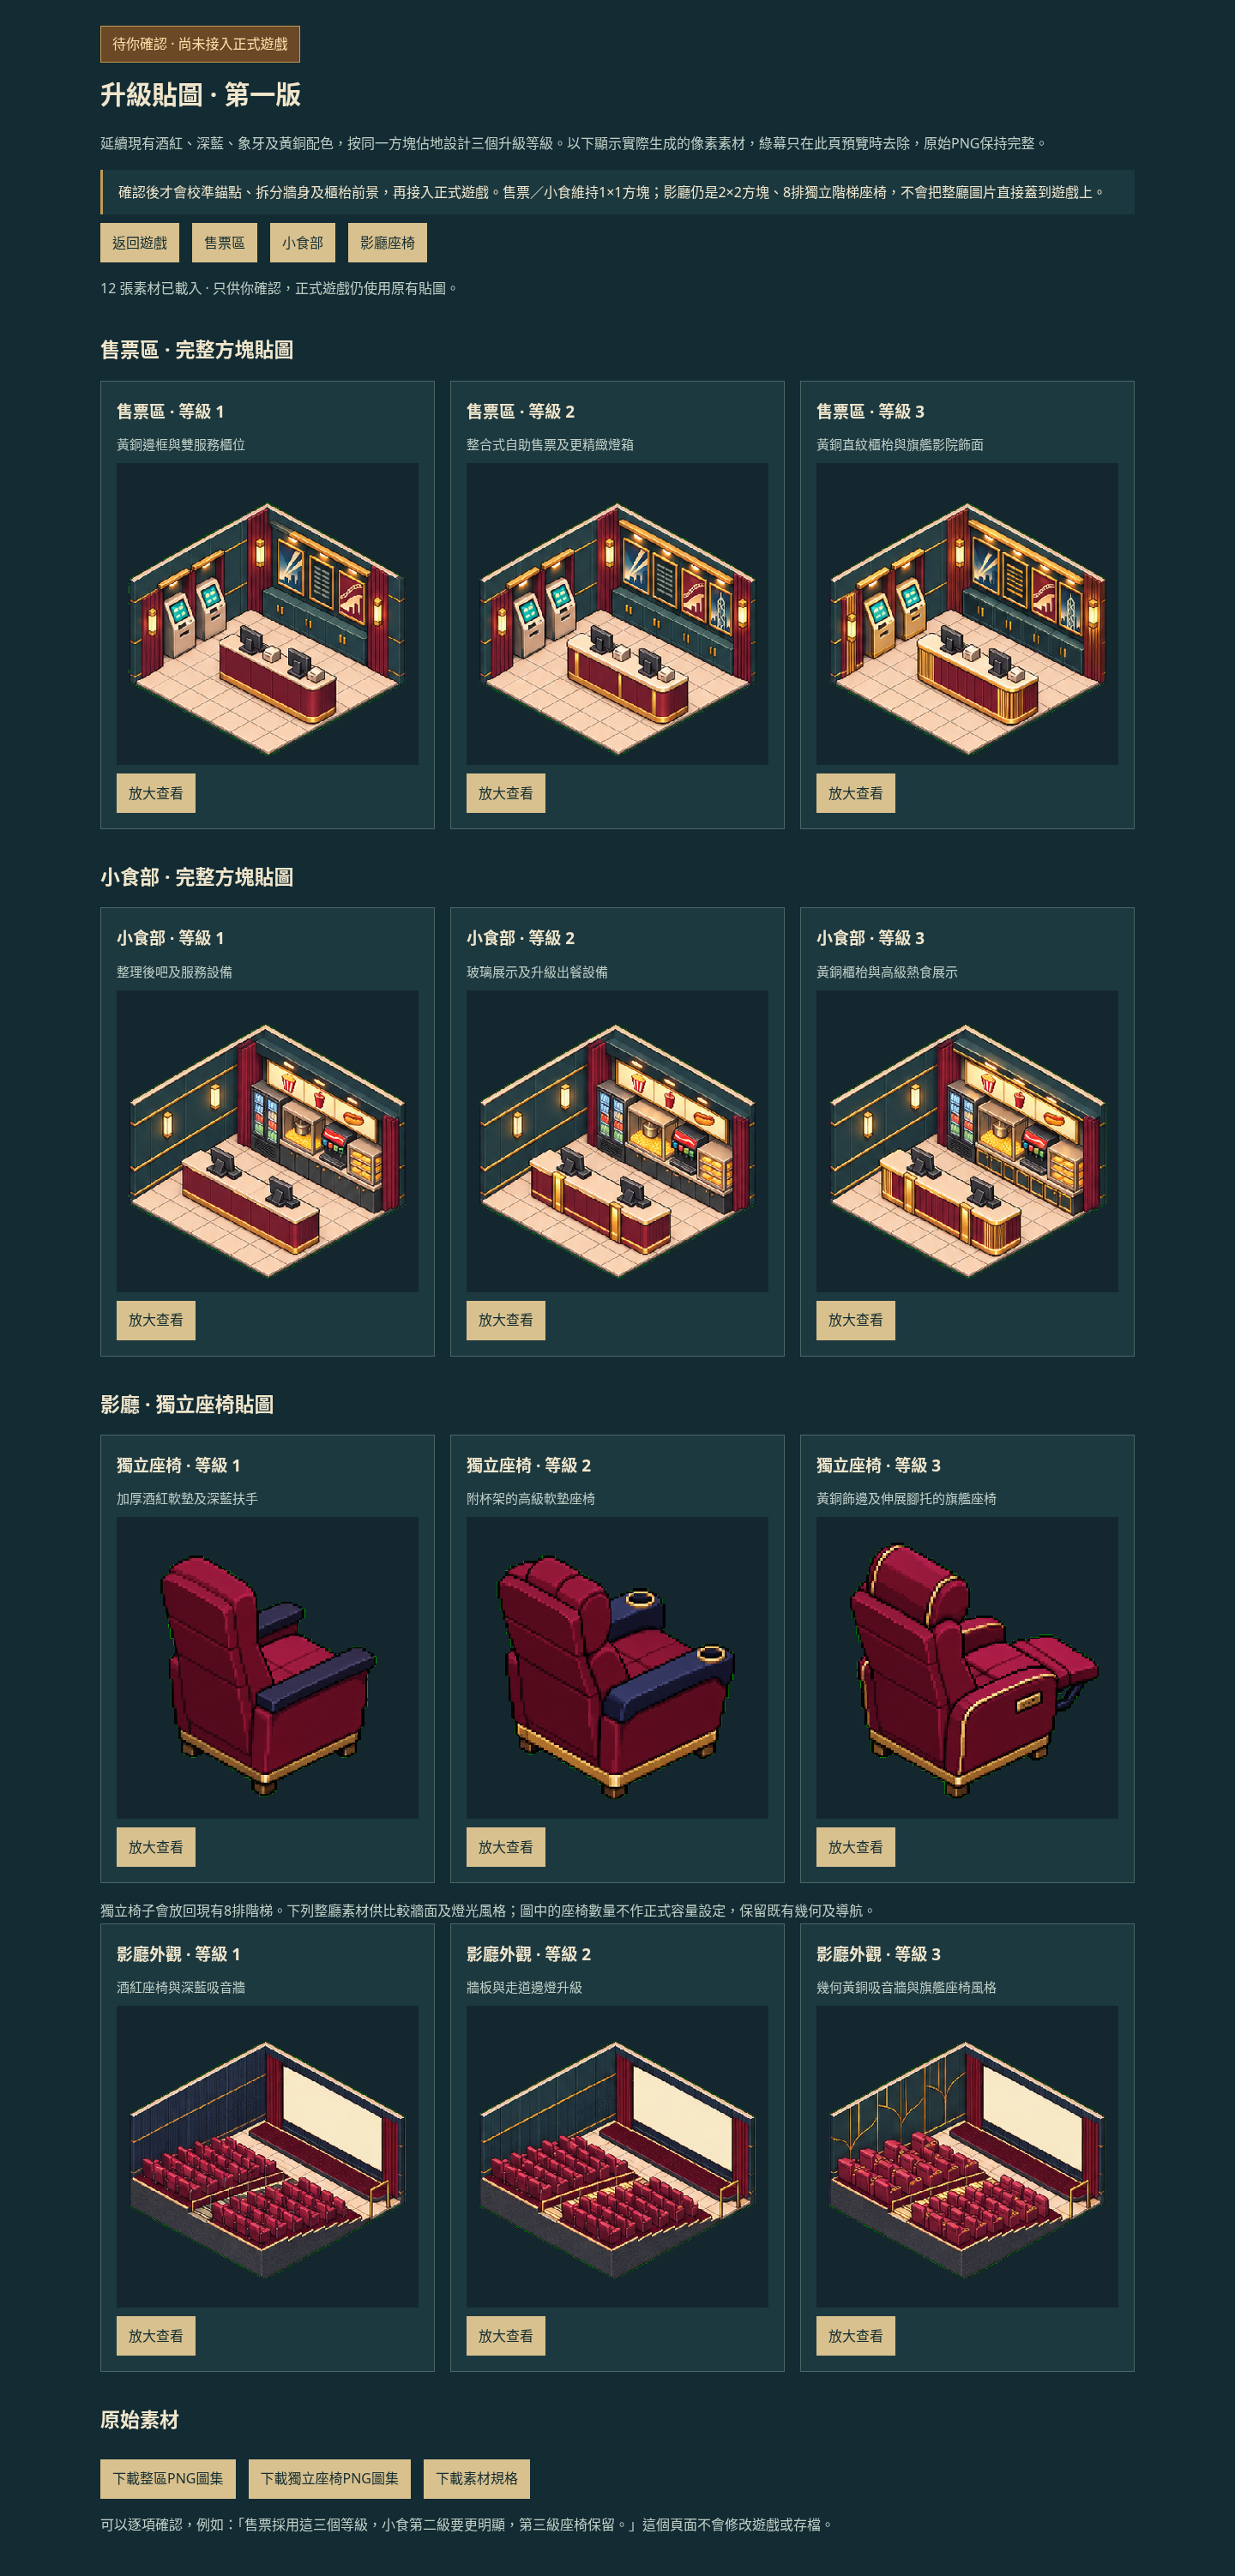 待你確認 · 尚未接入正式遊戲
升級貼圖 · 第一版
延續現有酒紅、深藍、象牙及黃銅配色，按同一方塊佔地設計三個升級等級。以下顯示實際生成的像素素材，綠幕只在此頁預覽時去除，原始PNG保持完整。
確認後才會校準錨點、拆分牆身及櫃枱前景，再接入正式遊戲。售票／小食維持1×1方塊；影廳仍是2×2方塊、8排獨立階梯座椅，不會把整廳圖片直接蓋到遊戲上。
返回遊戲 售票區 小食部 影廳座椅
12 張素材已載入 · 只供你確認，正式遊戲仍使用原有貼圖。
售票區 · 完整方塊貼圖
售票區 · 等級 1
黃銅邊框與雙服務櫃位
放大查看
售票區 · 等級 2
整合式自助售票及更精緻燈箱
放大查看
售票區 · 等級 3
黃銅直紋櫃枱與旗艦影院飾面
放大查看
小食部 · 完整方塊貼圖
小食部 · 等級 1
整理後吧及服務設備
放大查看
小食部 · 等級 2
玻璃展示及升級出餐設備
放大查看
小食部 · 等級 3
黃銅櫃枱與高級熱食展示
放大查看
影廳 · 獨立座椅貼圖
獨立座椅 · 等級 1
加厚酒紅軟墊及深藍扶手
放大查看
獨立座椅 · 等級 2
附杯架的高級軟墊座椅
放大查看
獨立座椅 · 等級 3
黃銅飾邊及伸展腳托的旗艦座椅
放大查看
獨立椅子會放回現有8排階梯。下列整廳素材供比較牆面及燈光風格；圖中的座椅數量不作正式容量設定，保留既有幾何及導航。
影廳外觀 · 等級 1
酒紅座椅與深藍吸音牆
放大查看
影廳外觀 · 等級 2
牆板與走道邊燈升級
放大查看
影廳外觀 · 等級 3
幾何黃銅吸音牆與旗艦座椅風格
放大查看
原始素材
下載整區PNG圖集 下載獨立座椅PNG圖集 下載素材規格
可以逐項確認，例如：「售票採用這三個等級，小食第二級要更明顯，第三級座椅保留。」這個頁面不會修改遊戲或存檔。